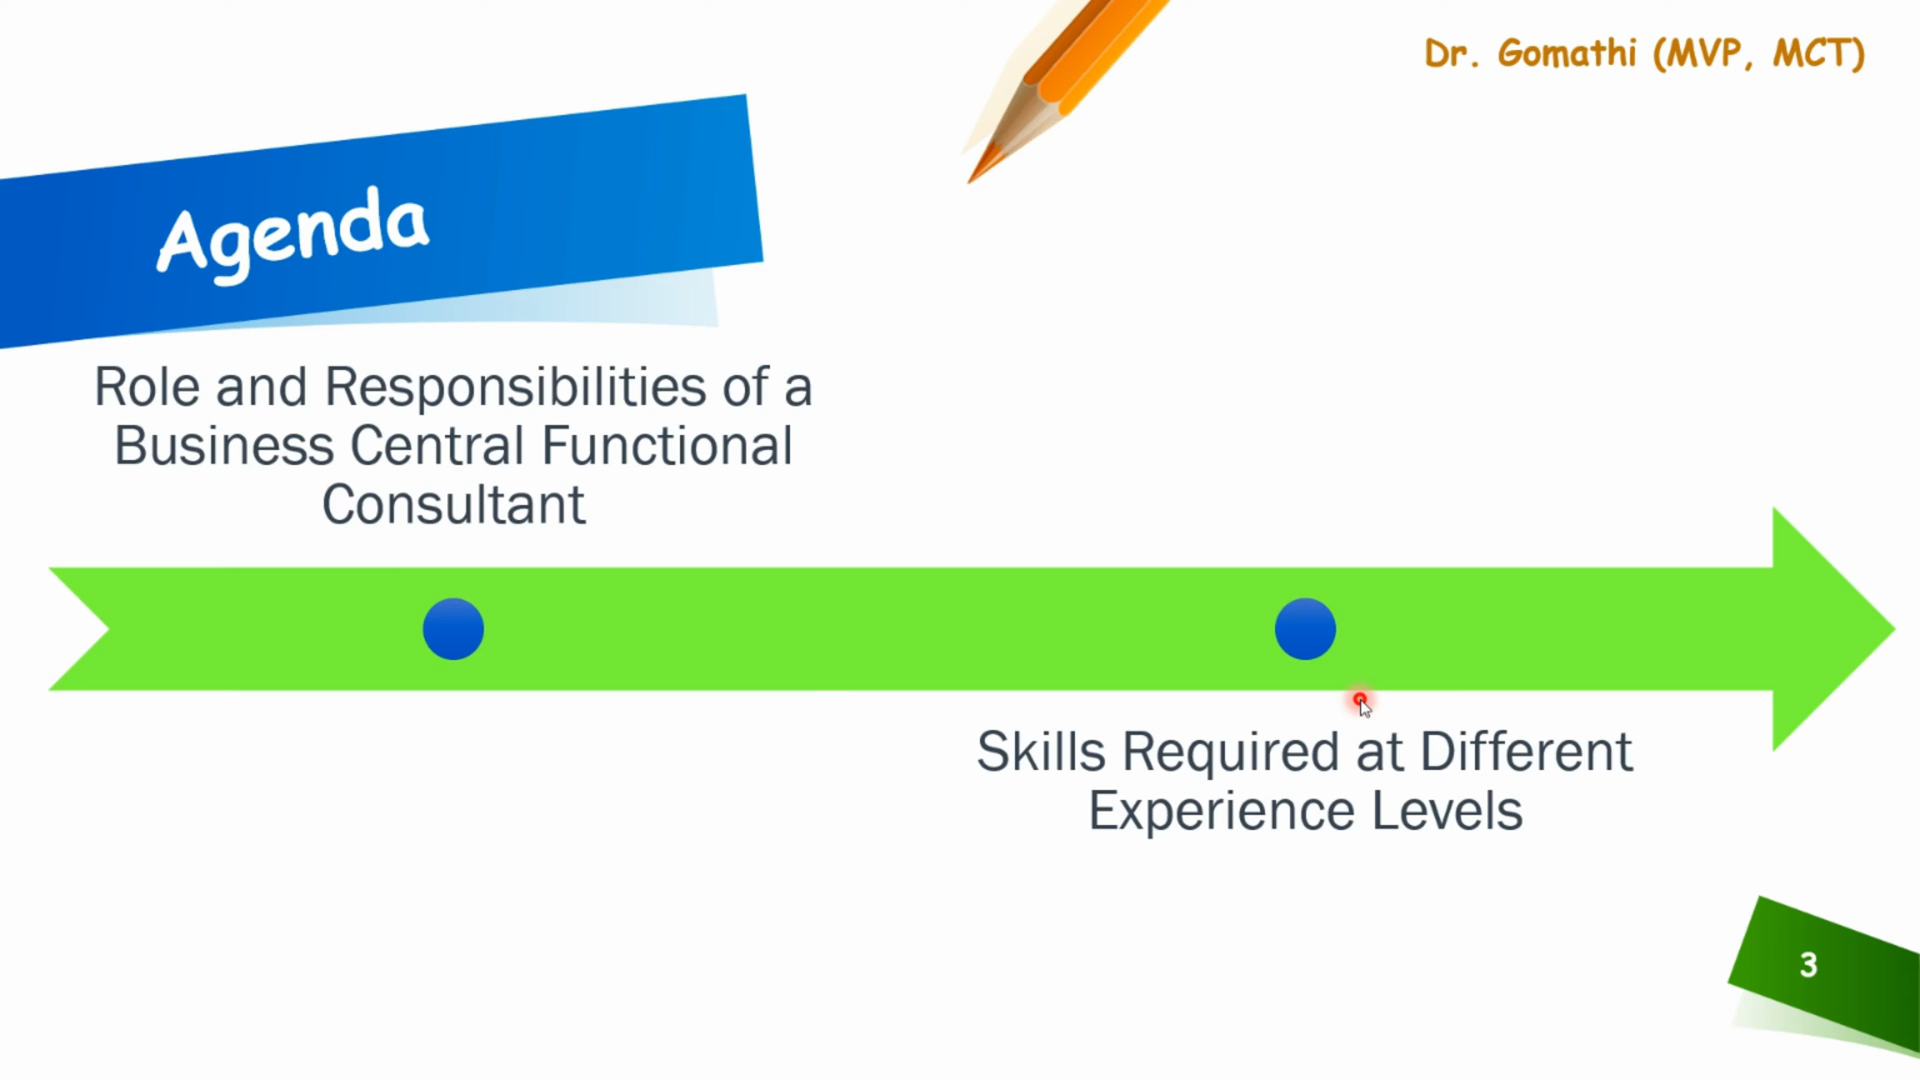 Dr. Gomathi (MVP, MCT)
Agenda
Role and Responsibilities of a
Business Central Functional
Consultant
Skills Required at Different
Experience Levels
3